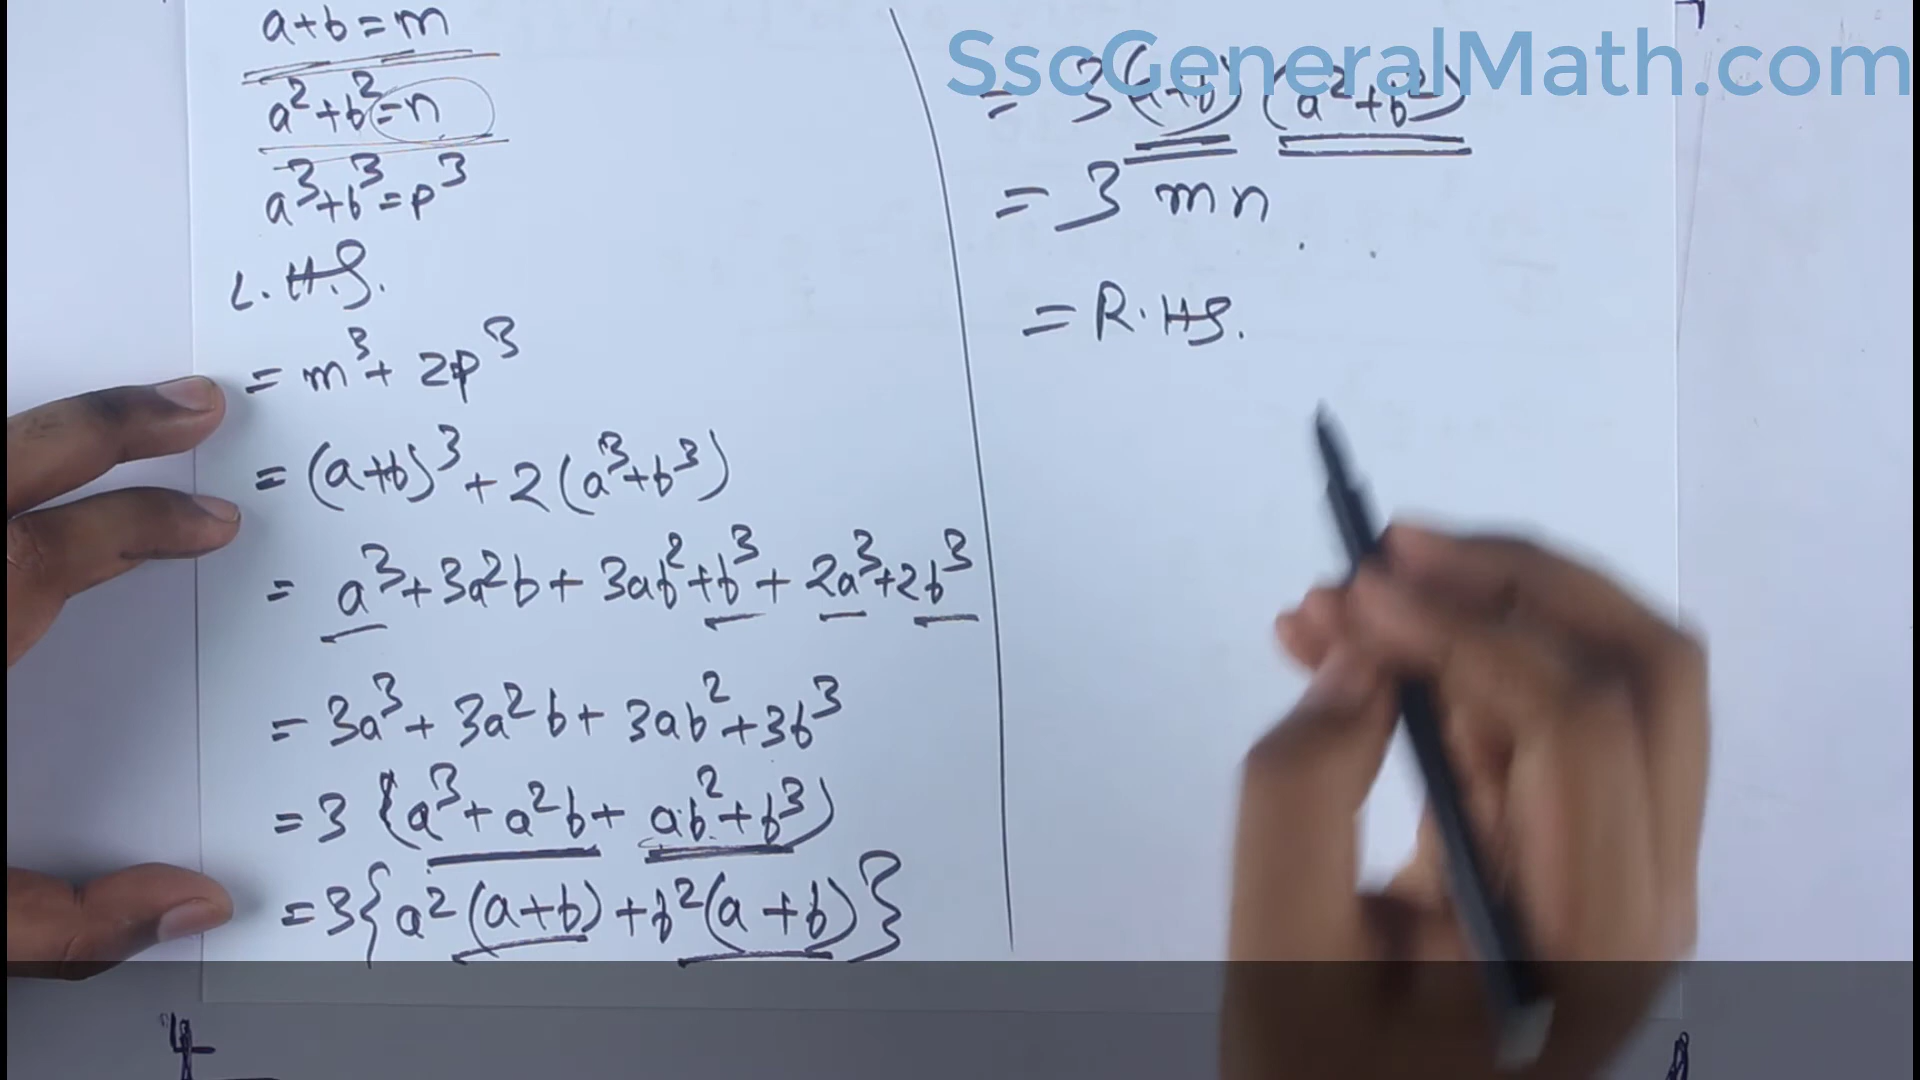 a+b=m
a²+b²=n
a³+b³=p³
L.H.S.
= m³+ 2p³
= (a+b)³ + 2(a³+b³)
= a³+3a²b+ 3ab²+b³+ 2a³+2b³
= 3a³+ 3a²b+ 3ab²+3b³
=3 {a³+a²b+ ab²+b³)
=3{a²(a+b)+b²(a+b)}
SscGeneralMath.com
= 3(a+b)(a²+b²)
= 3 mn
= R.HS.